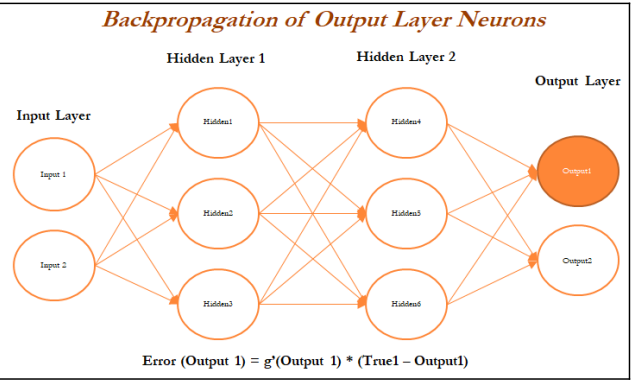 Backpropagation of Output Layer Neurons
Hidden Layer 1
Hidden Layer 2
Output Layer
Input Layer
Hidden1
Hidden4
Input 1
Output1
Hidden2
Hidden5
Input 2
Output2
Hidden3
Hidden6
Error (Output 1) = g'(Output 1) * (True1 – Output1)